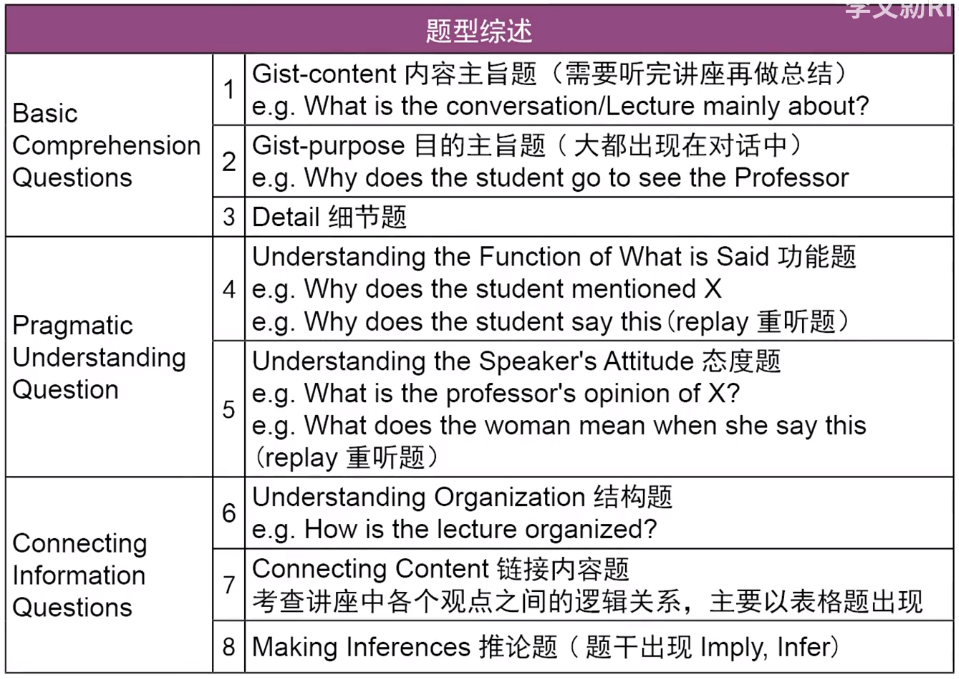 题型综述
Basic
Comprehension
Questions
1
Gist-content 内容主旨题（需要听完讲座再做总结）
e.g. What is the conversation/Lecture mainly about?
2
Gist-purpose 目的主旨题（大都出现在对话中）
e.g. Why does the student go to see the Professor
3
Detail 细节题
Pragmatic
Understanding
Question
4
Understanding the Function of What is Said 功能题
e.g. Why does the student mentioned X
e.g. Why does the student say this（replay 重听题）
5
Understanding the Speaker's Attitude 态度题
e.g. What is the professor's opinion of X?
e.g. What does the woman mean when she say this
（replay 重听题）
Connecting
Information
Questions
6
Understanding Organization 结构题
e.g. How is the lecture organized?
7
Connecting Content 链接内容题
考查讲座中各个观点之间的逻辑关系，主要以表格题出现
8
Making Inferences 推论题（题干出现 Imply, Infer）